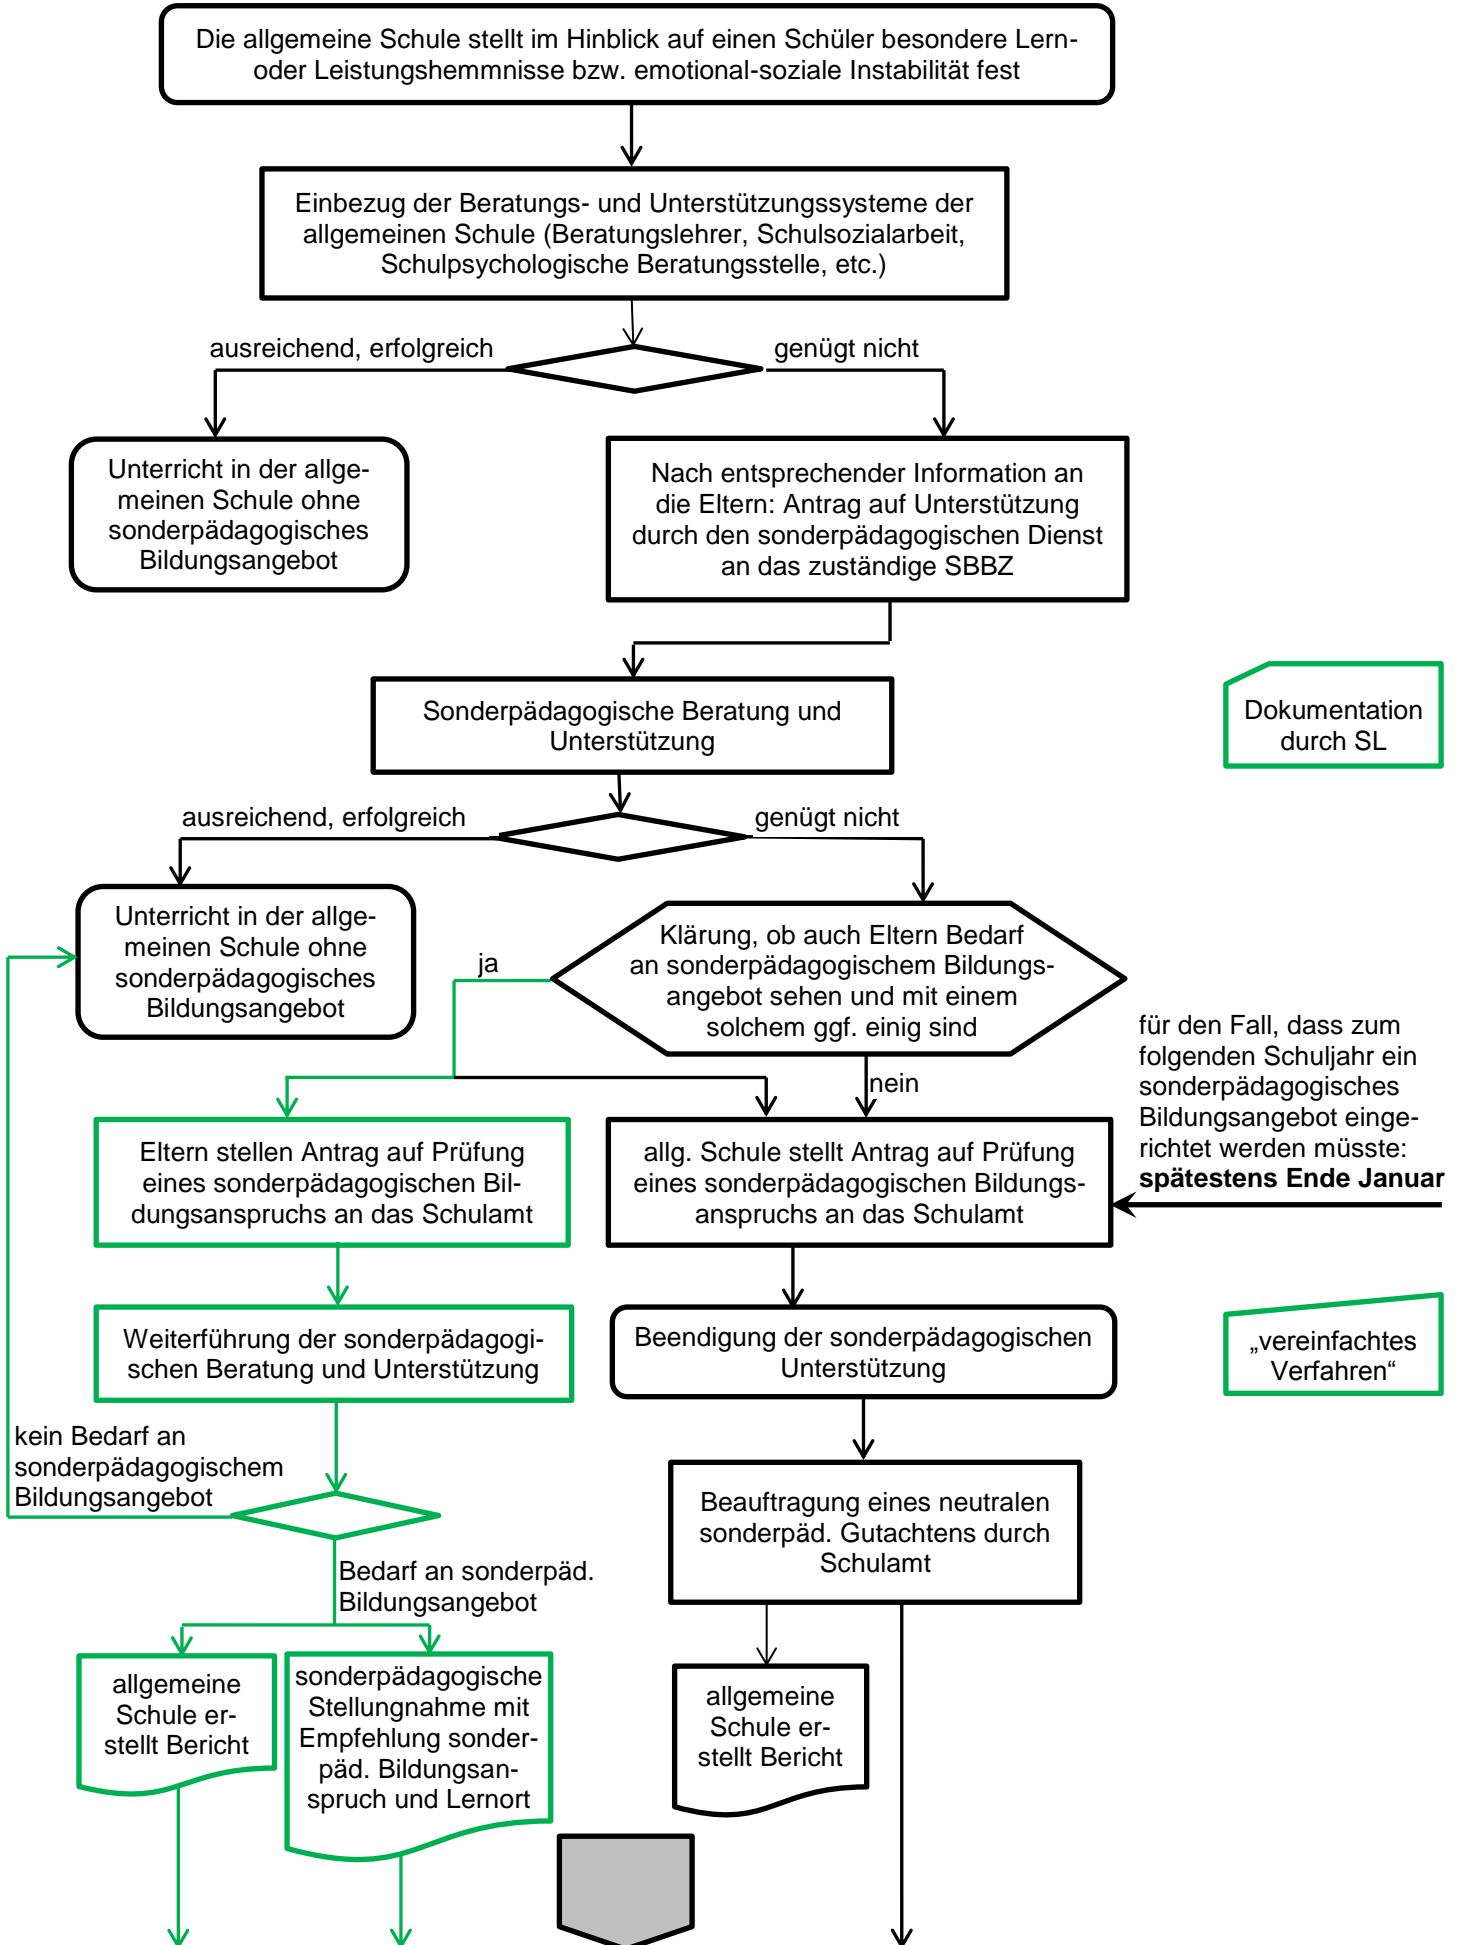 Die allgemeine Schule stellt im Hinblick auf einen Schüler besondere Lern-
oder Leistungshemmnisse bzw. emotional-soziale Instabilität fest
Einbezug der Beratungs- und Unterstützungssysteme der
allgemeinen Schule (Beratungslehrer, Schulsozialarbeit,
Schulpsychologische Beratungsstelle, etc.)
ausreichend, erfolgreich
genügt nicht
Unterricht in der allge-
meinen Schule ohne
sonderpädagogisches
Bildungsangebot
Nach entsprechender Information an
die Eltern: Antrag auf Unterstützung
durch den sonderpädagogischen Dienst
an das zuständige SBBZ
Sonderpädagogische Beratung und
Unterstützung
Dokumentation
durch SL
ausreichend, erfolgreich
genügt nicht
Unterricht in der allge-
meinen Schule ohne
sonderpädagogisches
Bildungsangebot
ja
Klärung, ob auch Eltern Bedarf
an sonderpädagogischem Bildungs-
angebot sehen und mit einem
solchem ggf. einig sind
nein
für den Fall, dass zum
folgenden Schuljahr ein
sonderpädagogisches
Bildungsangebot einge-
richtet werden müsste:
spätestens Ende Januar
Eltern stellen Antrag auf Prüfung
eines sonderpädagogischen Bil-
dungsanspruchs an das Schulamt
allg. Schule stellt Antrag auf Prüfung
eines sonderpädagogischen Bildungs-
anspruchs an das Schulamt
Weiterführung der sonderpädagogi-
schen Beratung und Unterstützung
Beendigung der sonderpädagogischen
Unterstützung
„vereinfachtes
Verfahren“
kein Bedarf an
sonderpädagogischem
Bildungsangebot
Beauftragung eines neutralen
sonderpäd. Gutachtens durch
Schulamt
Bedarf an sonderpäd.
Bildungsangebot
allgemeine
Schule er-
stellt Bericht
sonderpädagogische
Stellungnahme mit
Empfehlung sonder-
päd. Bildungsan-
spruch und Lernort
allgemeine
Schule er-
stellt Bericht